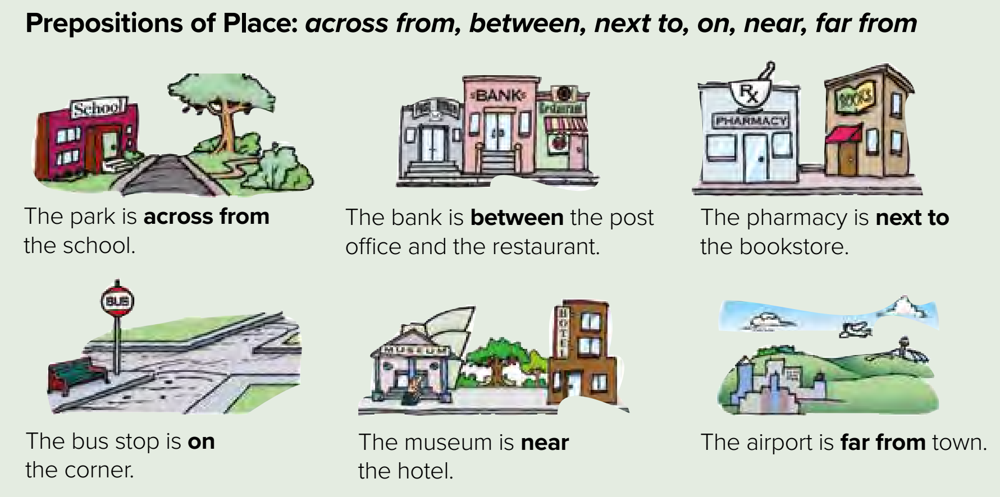 Prepositions of Place: across from, between, next to, on, near, far from
School
The park is across from
the school.
BANK
Restaurant
The bank is between the post
office and the restaurant.
Rx
PHARMACY
BOOKS
The pharmacy is next to
the bookstore.
BUS
The bus stop is on
the corner.
MUSEUM
HOTEL
The museum is near
the hotel.
The airport is far from town.